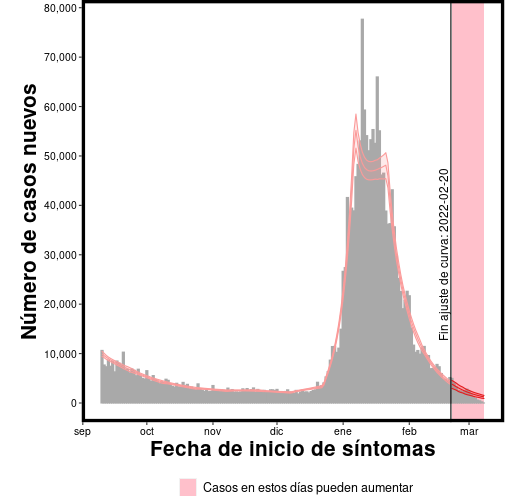 Número de casos nuevos
80,000
70,000
60,000
50,000
40,000
30,000
20,000
10,000
0
Fin ajuste de curva: 2022-02-20
sep oct nov dic ene feb mar
Fecha de inicio de síntomas
Casos en estos días pueden aumentar